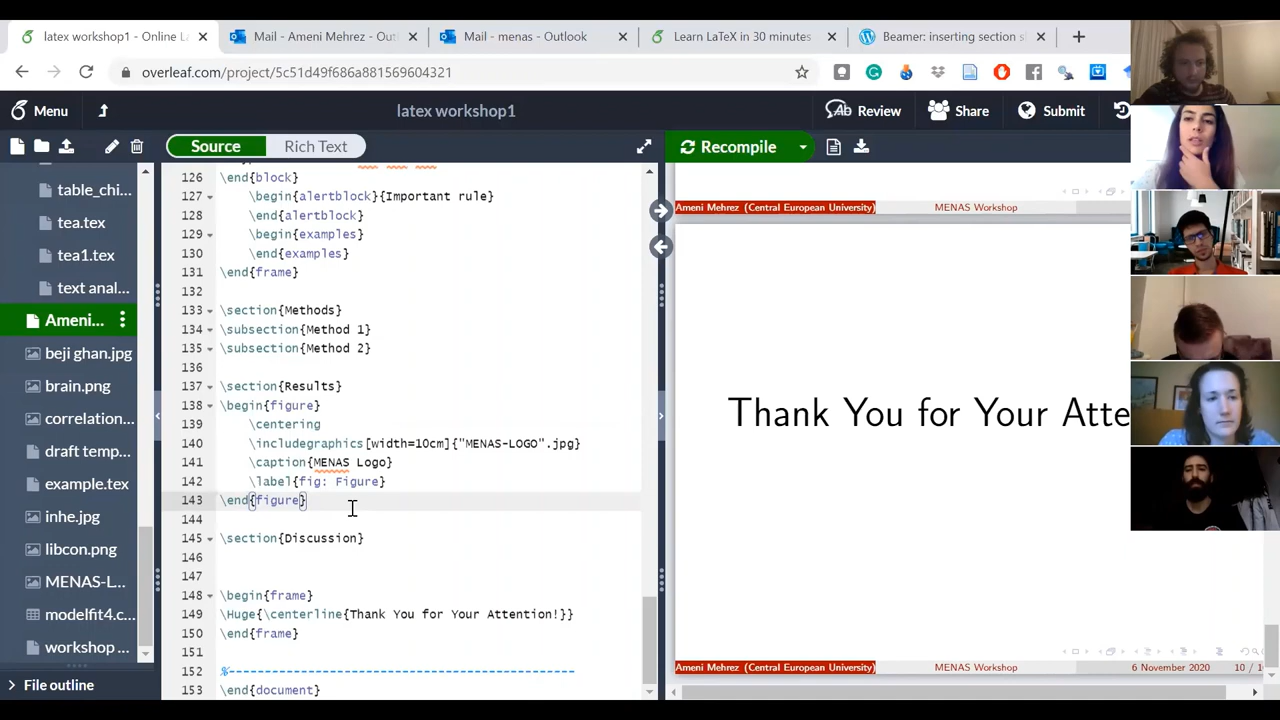 latex workshop1 - Online L
Mail - Ameni Mehrez - Outlook
Mail - menas - Outlook
Learn LaTeX in 30 minutes
Beamer: inserting section s
overleaf.com/project/5c51d49f686a881569604321
Menu
latex workshop1
Review
Share
Submit
Source
Rich Text
Recompile
table_chi...
tea.tex
tea1.tex
text anal...
Ameni...
beji ghan.jpg
brain.png
correlation
draft temp...
example.tex
inhe.jpg
libcon.png
MENAS-L...
modelfit4.c...
workshop
File outline
126 \end{block}
127 \begin{alertblock}{Important rule}
128 \end{alertblock}
129 \begin{examples}
130 \end{examples}
131 \end{frame}
132
133 \section{Methods}
134 \subsection{Method 1}
135 \subsection{Method 2}
136
137 \section{Results}
138 \begin{figure}
139 \centering
140 \includegraphics[width=10cm]{"MENAS-LOGO".jpg}
141 \caption{MENAS Logo}
142 \label{fig: Figure}
143 \end{figure}
144
145 \section{Discussion}
146
147
148 \begin{frame}
149 \Huge{\centerline{Thank You for Your Attention!}}
150 \end{frame}
151
152 %-----------------------------------------
153 \end{document}
Ameni Mehrez (Central European University) MENAS Workshop
Thank You for Your Atte
Ameni Mehrez (Central European University) MENAS Workshop 6 November 2020 10 / 1